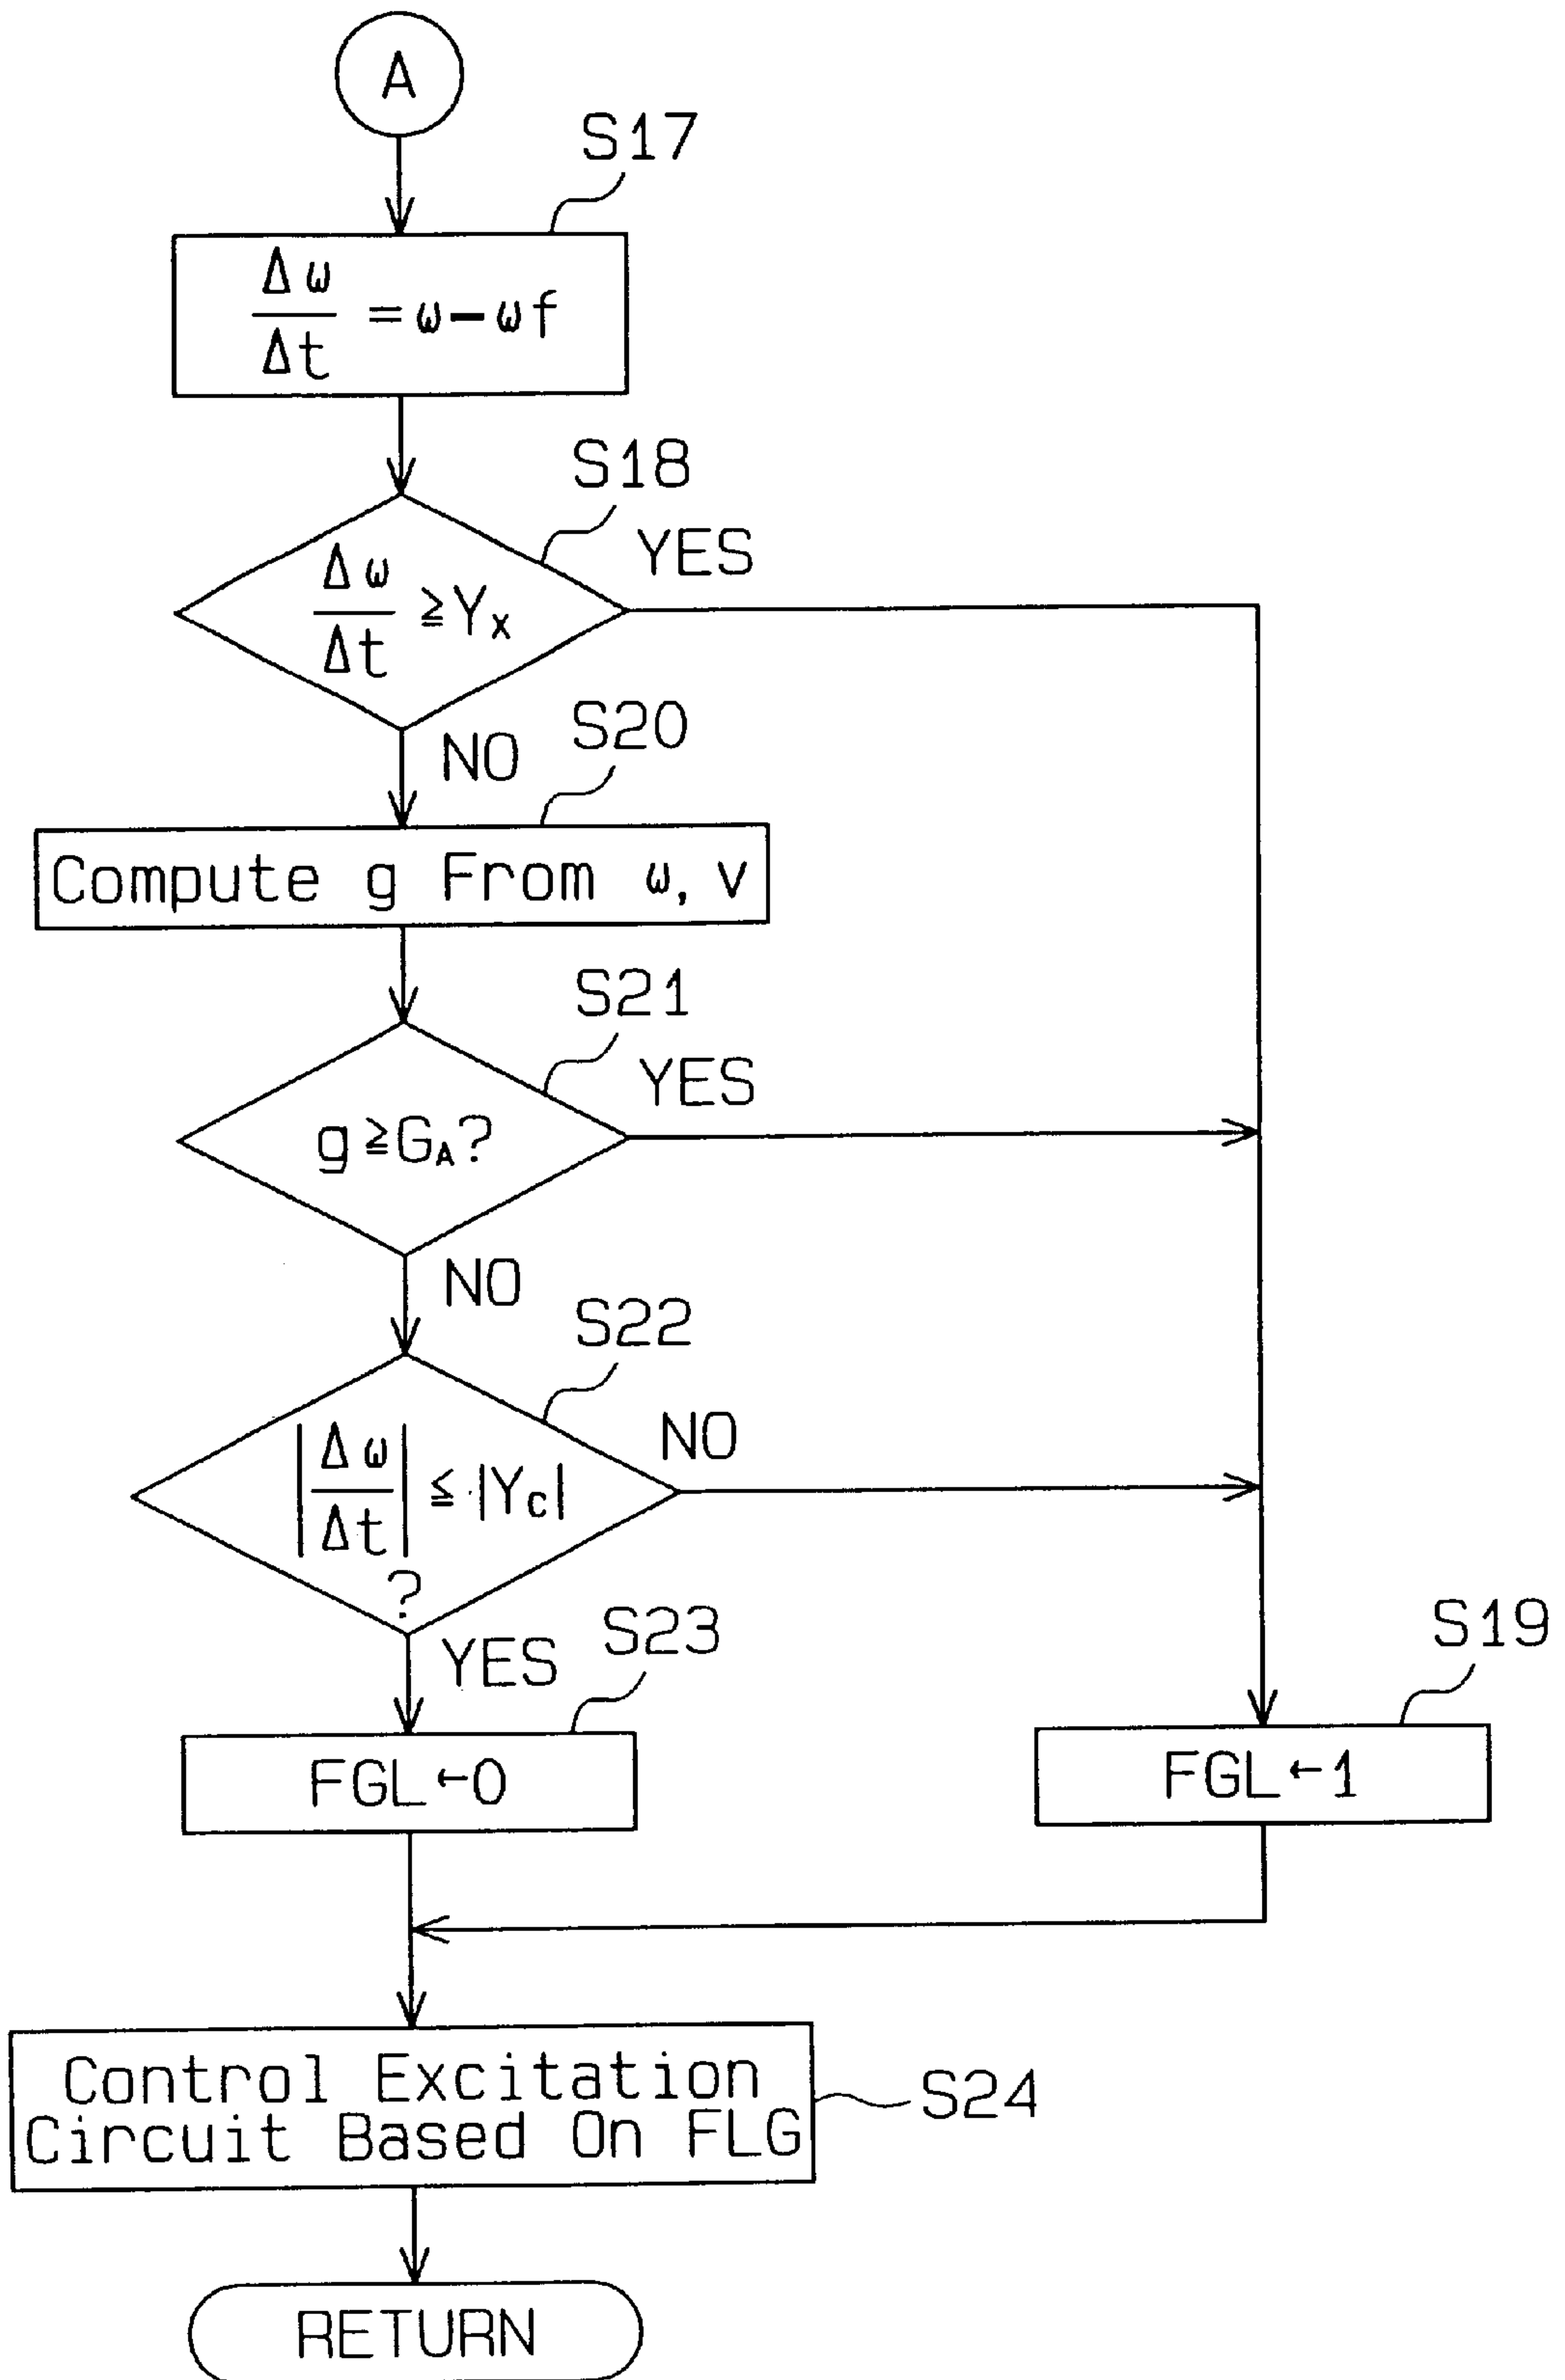 A
S17
Δω
Δt
=ω−ωf
S18
YES
Δω
Δt
≧Yx
NO
S20
Compute g From ω, v
S21
YES
g≧GA?
NO
S22
NO
|Δω
Δt|
≦|Yc|
?
YES
S23
S19
FGL←0
FGL←1
Control Excitation
Circuit Based On FLG
S24
RETURN